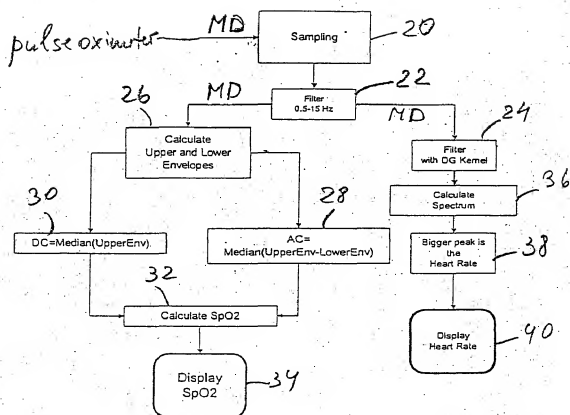 pulse oximeter
MD
Sampling
20
Filter
0.5-15 Hz
22
MD
MD
26
Calculate
Upper and Lower
Envelopes
24
Filter
with DG Kernel
36
Calculate
Spectrum
30
28
DC=Median(UpperEnv).
AC=
Median(UpperEnv-LowerEnv)
Bigger peak is
the
Heart Rate
38
32
Calculate SpO2
Display
SpO2
34
Display
Heart Rate
40